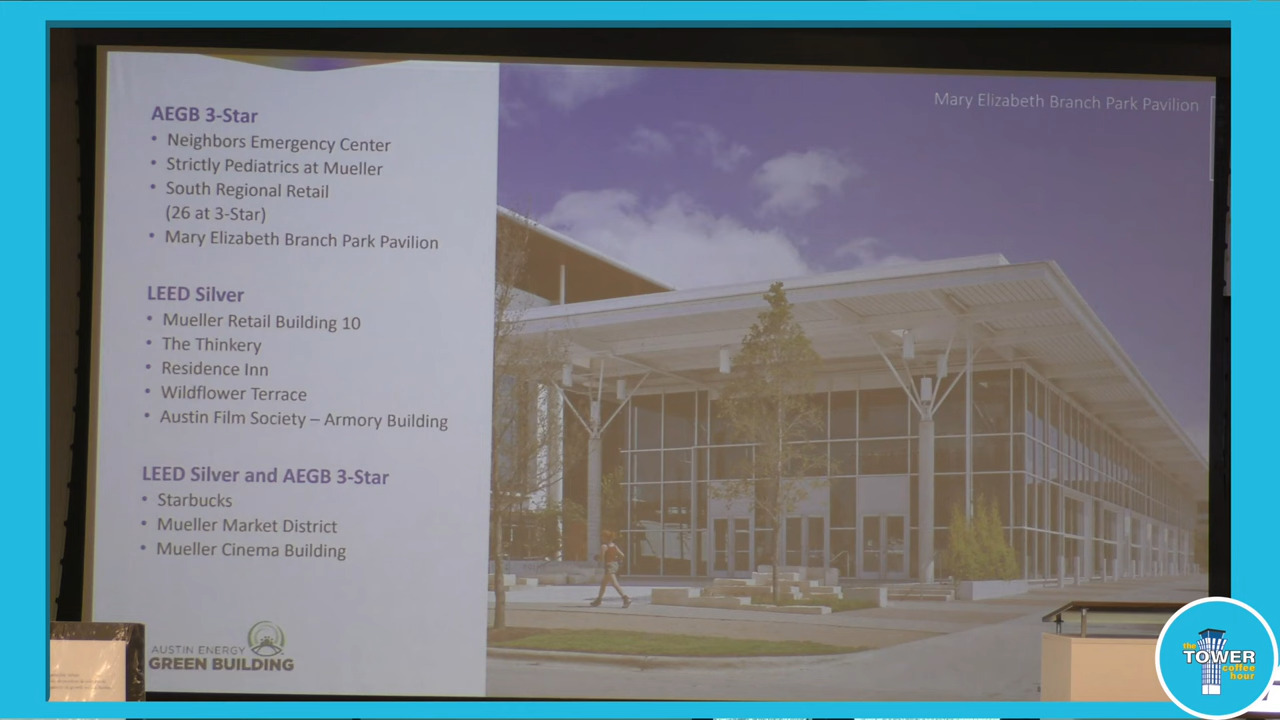 Mary Elizabeth Branch Park Pavilion
AEGB 3-Star
• Neighbors Emergency Center
• Strictly Pediatrics at Mueller
• South Regional Retail
(26 at 3-Star)
• Mary Elizabeth Branch Park Pavilion
LEED Silver
• Mueller Retail Building 10
• The Thinkery
• Residence Inn
• Wildflower Terrace
• Austin Film Society – Armory Building
LEED Silver and AEGB 3-Star
• Starbucks
• Mueller Market District
• Mueller Cinema Building
AUSTIN ENERGY
GREEN BUILDING
the
TOWER
coffee
hour